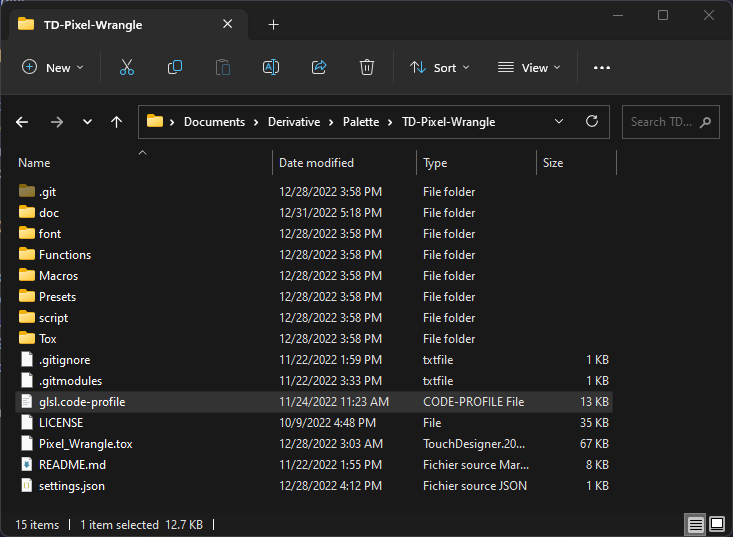 TD-Pixel-Wrangle
New
Sort
View
Documents > Derivative > Palette > TD-Pixel-Wrangle
Search TD...
Name Date modified Type Size
.git 12/28/2022 3:58 PM File folder
doc 12/31/2022 5:18 PM File folder
font 12/28/2022 3:58 PM File folder
Functions 12/28/2022 3:58 PM File folder
Macros 12/28/2022 3:58 PM File folder
Presets 12/28/2022 3:58 PM File folder
script 12/28/2022 3:58 PM File folder
Tox 12/28/2022 3:58 PM File folder
.gitignore 11/22/2022 1:59 PM txtfile 1 KB
.gitmodules 11/22/2022 3:33 PM txtfile 1 KB
glsl.code-profile 11/24/2022 11:23 AM CODE-PROFILE File 13 KB
LICENSE 10/9/2022 4:48 PM File 35 KB
Pixel_Wrangle.tox 12/28/2022 3:03 AM TouchDesigner.20... 67 KB
README.md 11/22/2022 1:55 PM Fichier source Mar... 8 KB
settings.json 12/28/2022 4:12 PM Fichier source JSON 1 KB
15 items | 1 item selected 12.7 KB |